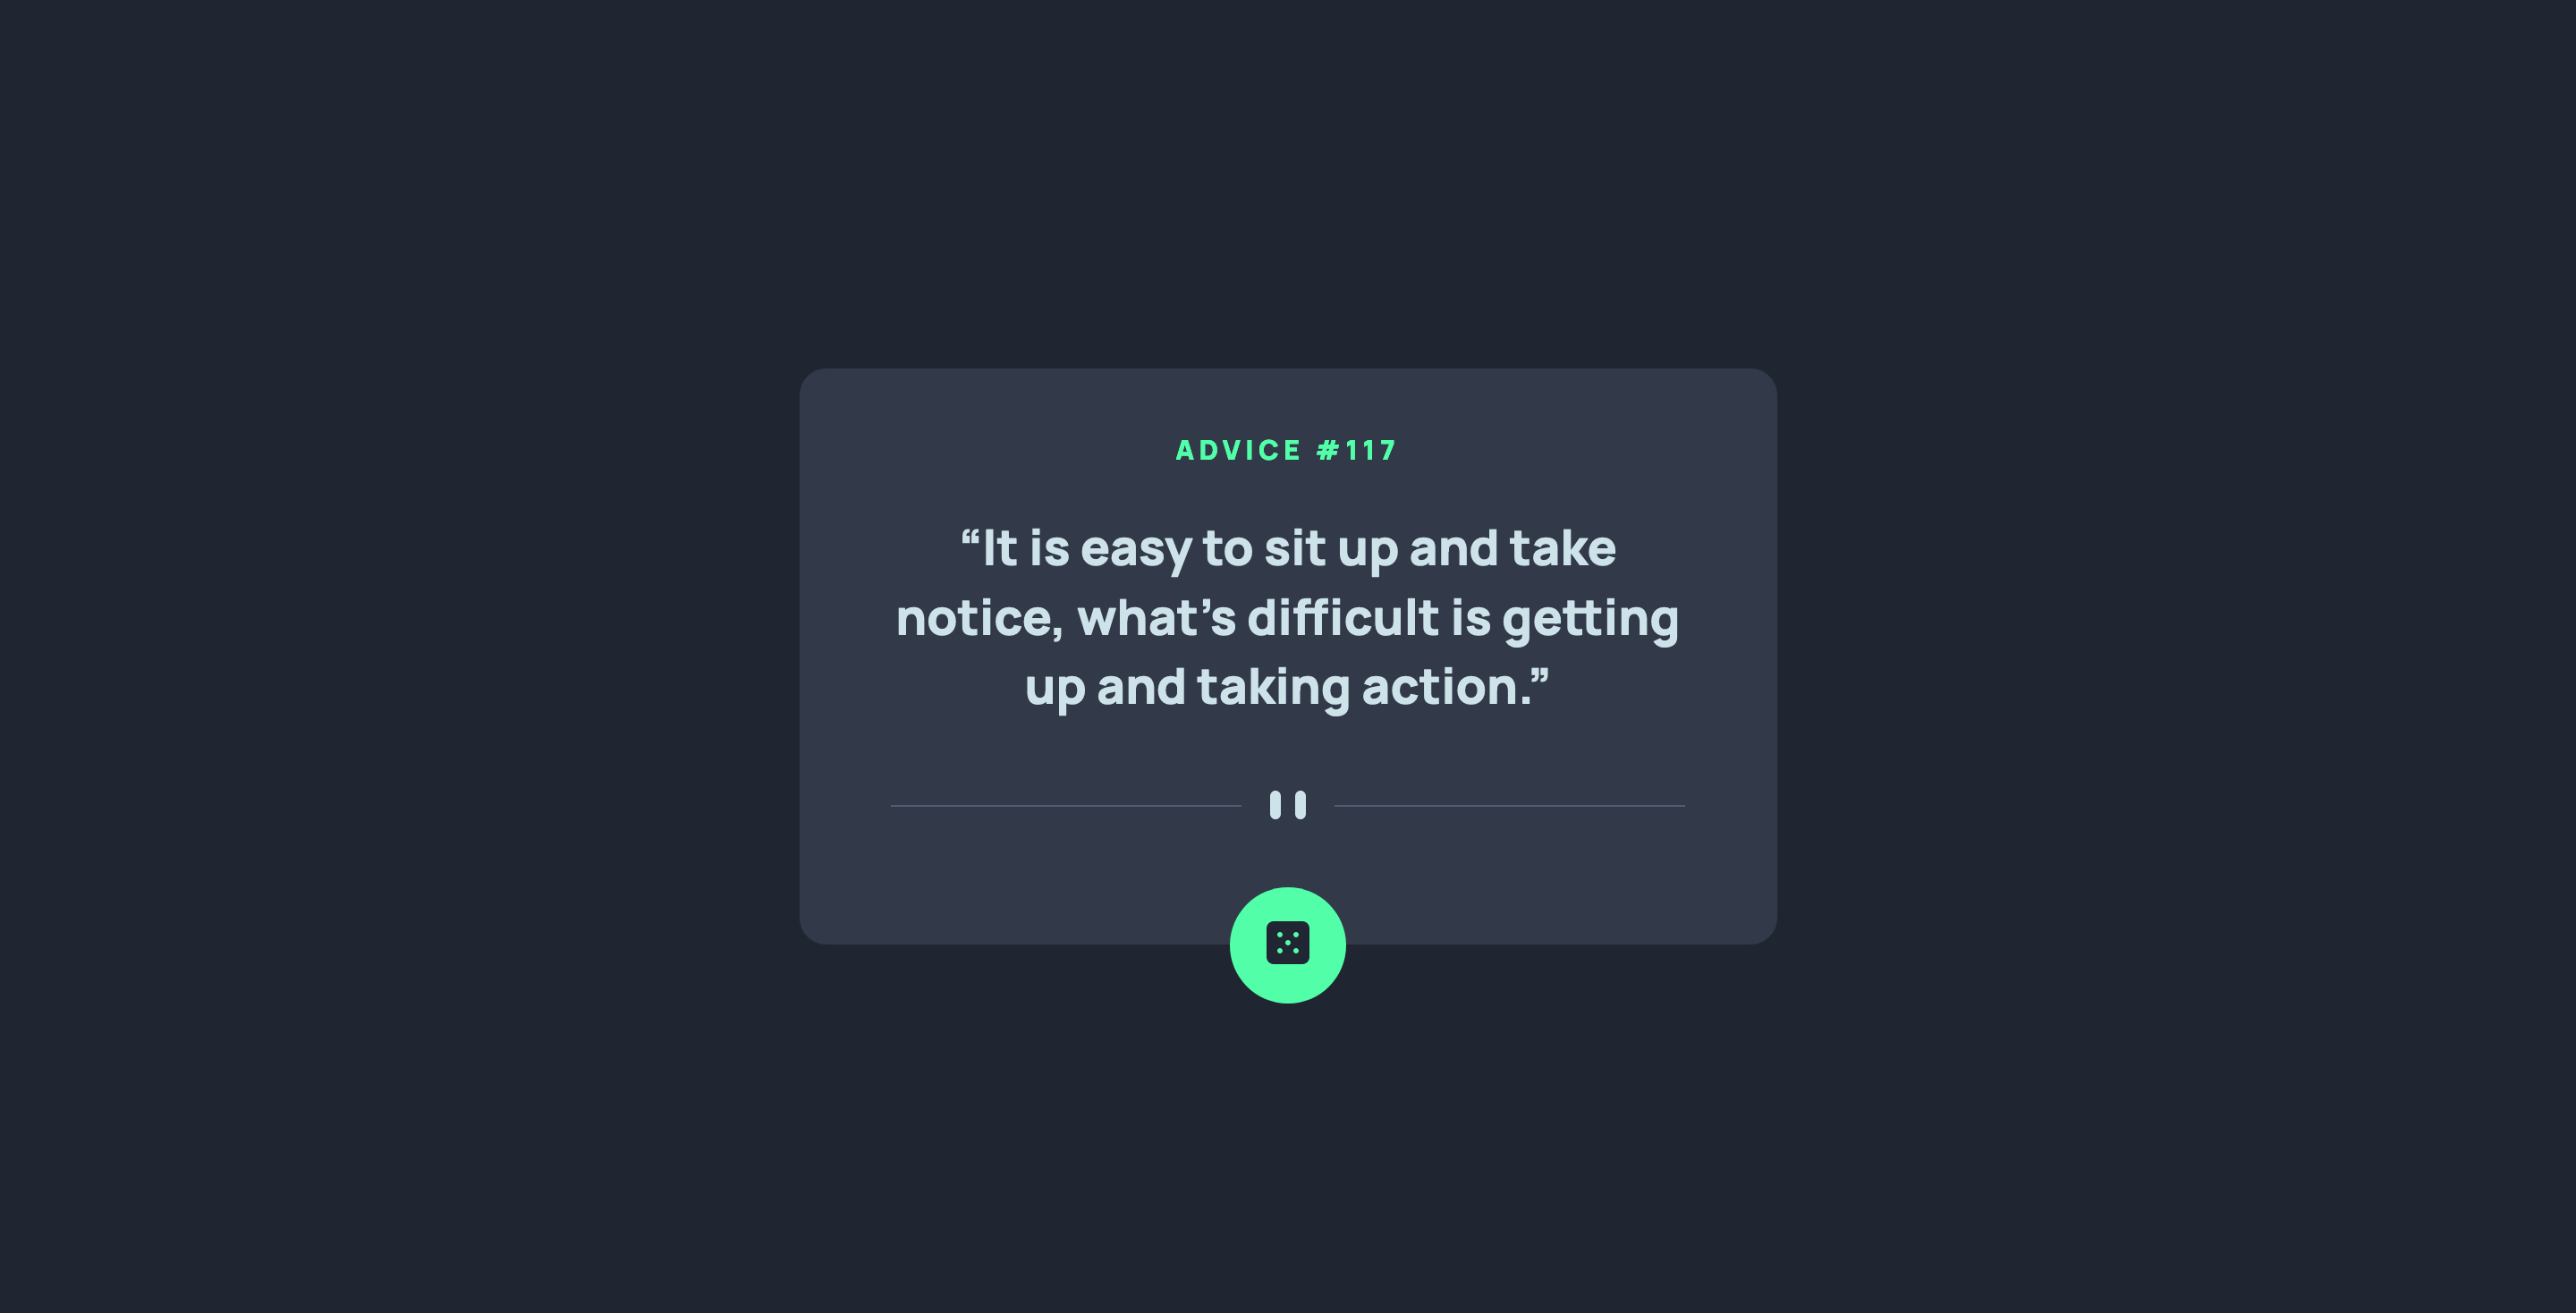 ADVICE #117
“It is easy to sit up and take
notice, what’s difficult is getting
up and taking action.”